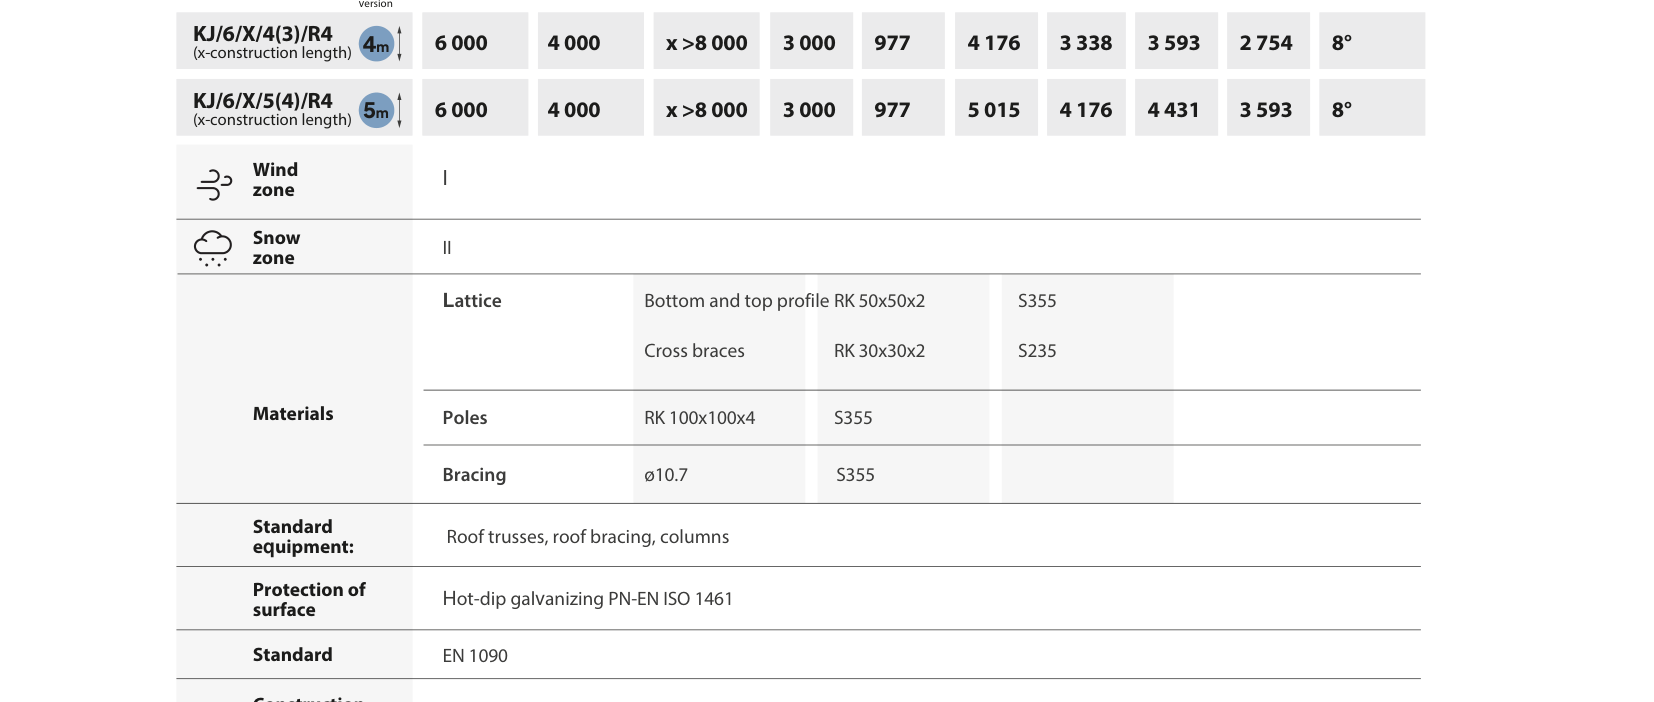 version
KJ/6/X/4(3)/R4
(x-construction length)
4m
6 000 4 000 x >8 000 3 000 977 4 176 3 338 3 593 2 754 8°
KJ/6/X/5(4)/R4
(x-construction length)
5m
6 000 4 000 x >8 000 3 000 977 5 015 4 176 4 431 3 593 8°
Wind
zone
I
Snow
zone
II
Materials
Lattice Bottom and top profile RK 50x50x2 S355
Cross braces RK 30x30x2 S235
Poles RK 100x100x4 S355
Bracing ø10.7 S355
Standard
equipment:
Roof trusses, roof bracing, columns
Protection of
surface
Hot-dip galvanizing PN-EN ISO 1461
Standard EN 1090
Construction